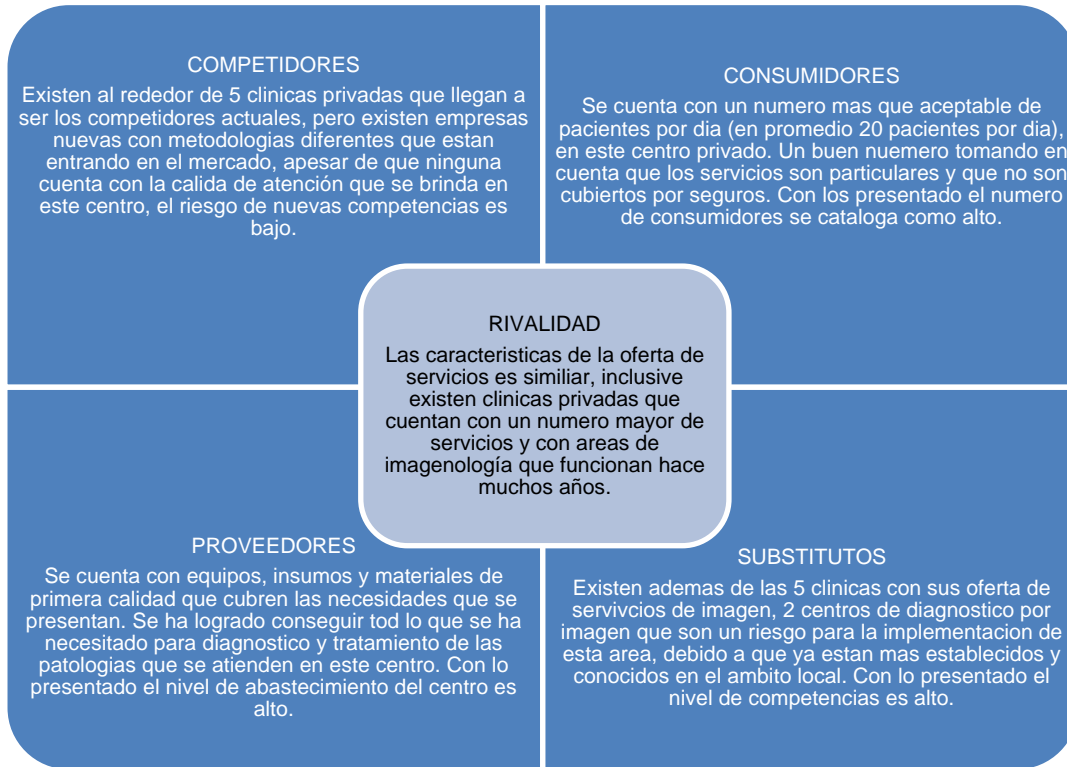 COMPETIDORES
Existen al rededor de 5 clinicas privadas que llegan a
ser los competidores actuales, pero existen empresas
nuevas con metodologias diferentes que estan
entrando en el mercado, apesar de que ninguna
cuenta con la calida de atención que se brinda en
este centro, el riesgo de nuevas competencias es
bajo.
CONSUMIDORES
Se cuenta con un numero mas que aceptable de
pacientes por dia (en promedio 20 pacientes por dia),
en este centro privado. Un buen nuemero tomando en
cuenta que los servicios son particulares y que no son
cubiertos por seguros. Con los presentado el numero
de consumidores se cataloga como alto.
RIVALIDAD
Las caracteristicas de la oferta de
servicios es similiar, inclusive
existen clinicas privadas que
cuentan con un numero mayor de
servicios y con areas de
imagenología que funcionan hace
muchos años.
PROVEEDORES
Se cuenta con equipos, insumos y materiales de
primera calidad que cubren las necesidades que se
presentan. Se ha logrado conseguir tod lo que se ha
necesitado para diagnostico y tratamiento de las
patologias que se atienden en este centro. Con lo
presentado el nivel de abastecimiento del centro es
alto.
SUBSTITUTOS
Existen ademas de las 5 clinicas con sus oferta de
servivcios de imagen, 2 centros de diagnostico por
imagen que son un riesgo para la implementacion de
esta area, debido a que ya estan mas establecidos y
conocidos en el ambito local. Con lo presentado el
nivel de competencias es alto.